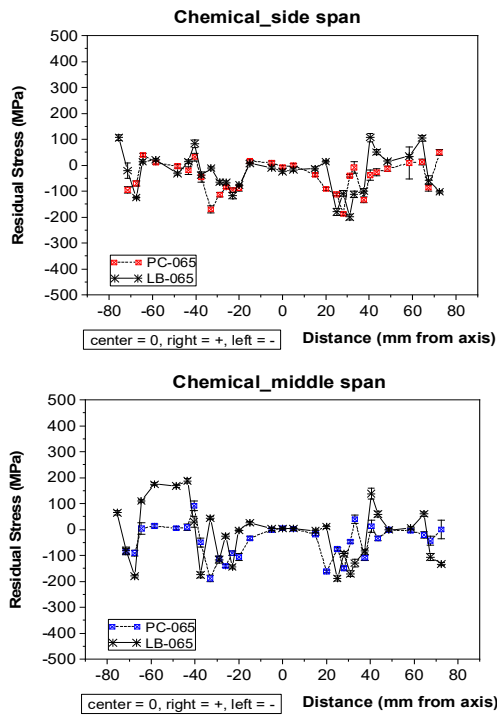 Chemical_side span
500
400
300
200
100
0
-100
-200
-300
-400
-500
Residual Stress (MPa)
PC-065
LB-065
-80 -60 -40 -20 0 20 40 60 80
center = 0, right = +, left = -
Distance (mm from axis)
Chemical_middle span
500
400
300
200
100
0
-100
-200
-300
-400
-500
Residual Stress (MPa)
PC-065
LB-065
-80 -60 -40 -20 0 20 40 60 80
center = 0, right = +, left = -
Distance (mm from axis)